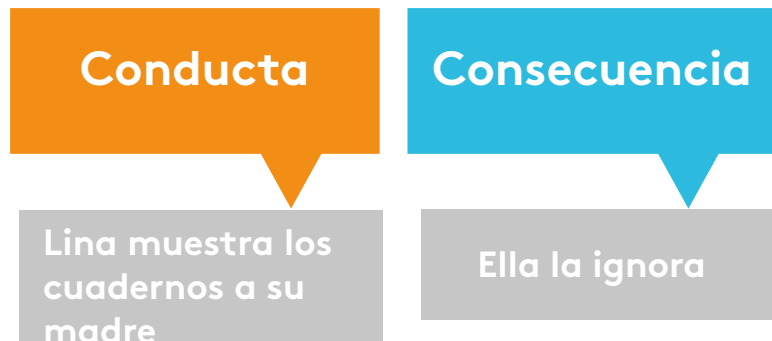 Conducta
Consecuencia
Lina muestra los
cuadernos a su
madre
Ella la ignora